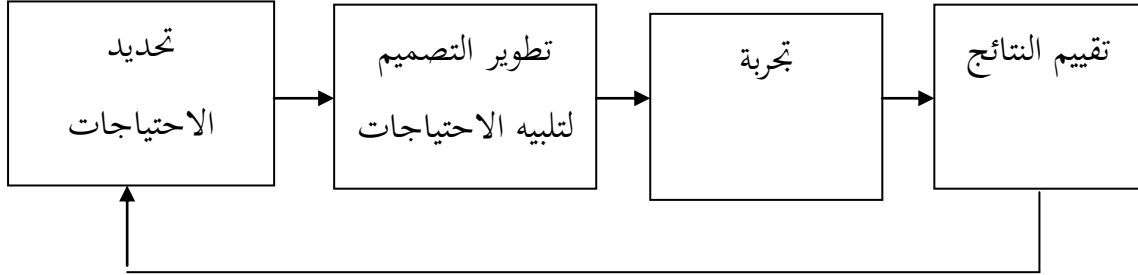 تحديد
الاحتياجات
تطوير التصميم
لتلبيه الاحتياجات
تجربة
تقييم النتائج